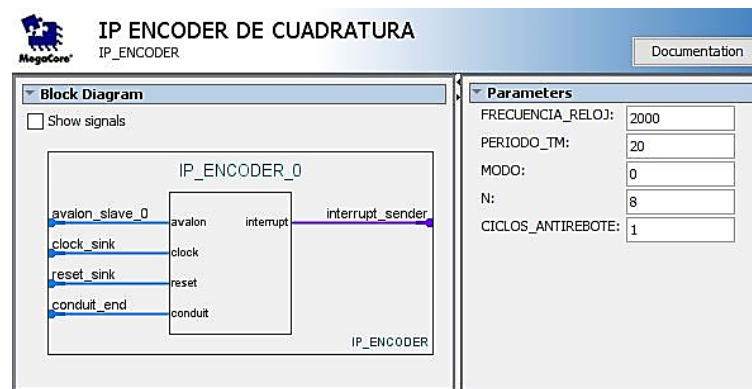 IP ENCODER DE CUADRATURA
MegaCore®
IP_ENCODER
Documentation
Block Diagram
Show signals
IP_ENCODER_0
avalon_slave_0
avalon
interrupt
interrupt_sender
clock_sink
clock
reset_sink
reset
conduit_end
conduit
IP_ENCODER
Parameters
FRECUENCIA_RELOJ: 2000
PERIODO_TM: 20
MODO: 0
N: 8
CICLOS_ANTIREBOTE: 1